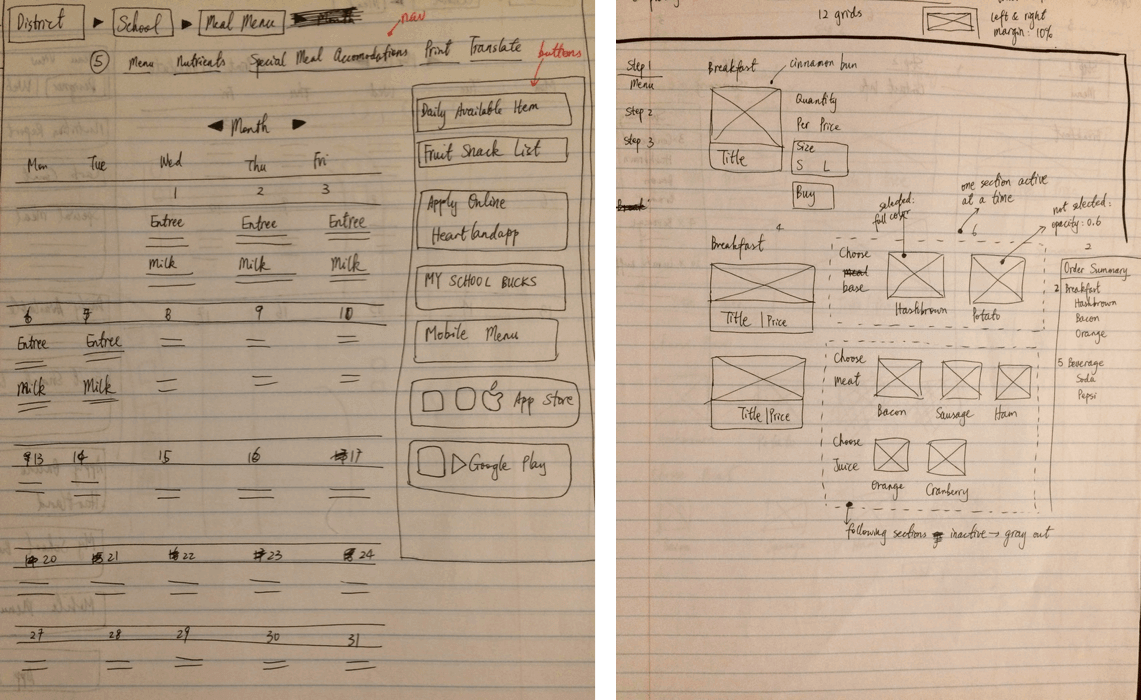 District ▶ School ▶ Meal Menu
nav
5 Menu Nutrients Special Meal Accomodations Print Translate
buttons
◀ Month ▶
Mon Tue Wed Thu Fri
1 2 3
Entree Entree Entree
Milk Milk Milk
6 7 8 9 10
Entree Entree
Milk Milk
13 14 15 16 17
20 21 22 23 24
27 28 29 30 31
Daily Available Item
Fruit Snack List
Apply Online
Heartlandapp
MY SCHOOL BUCKS
Mobile Menu
App Store
Google Play
12 grids
left & right
margin: 10%
Step 1
Menu
Step 2
Step 3
Breakfast
cinnamon bun
Title
Quantity
Per Price
Size
S L
Buy
one section active
at a time
selected:
full color
not selected:
opacity: 0.6
4
6
2
Breakfast
Title | Price
Title | Price
Choose
base
Hashbrown Potato
Choose
meat
Bacon Sausage Ham
Choose
Juice
Orange Cranberry
Order Summary
2 Breakfast
Hashbrown
Bacon
Orange
5 Beverage
Soda
Pepsi
following sections inactive → gray out